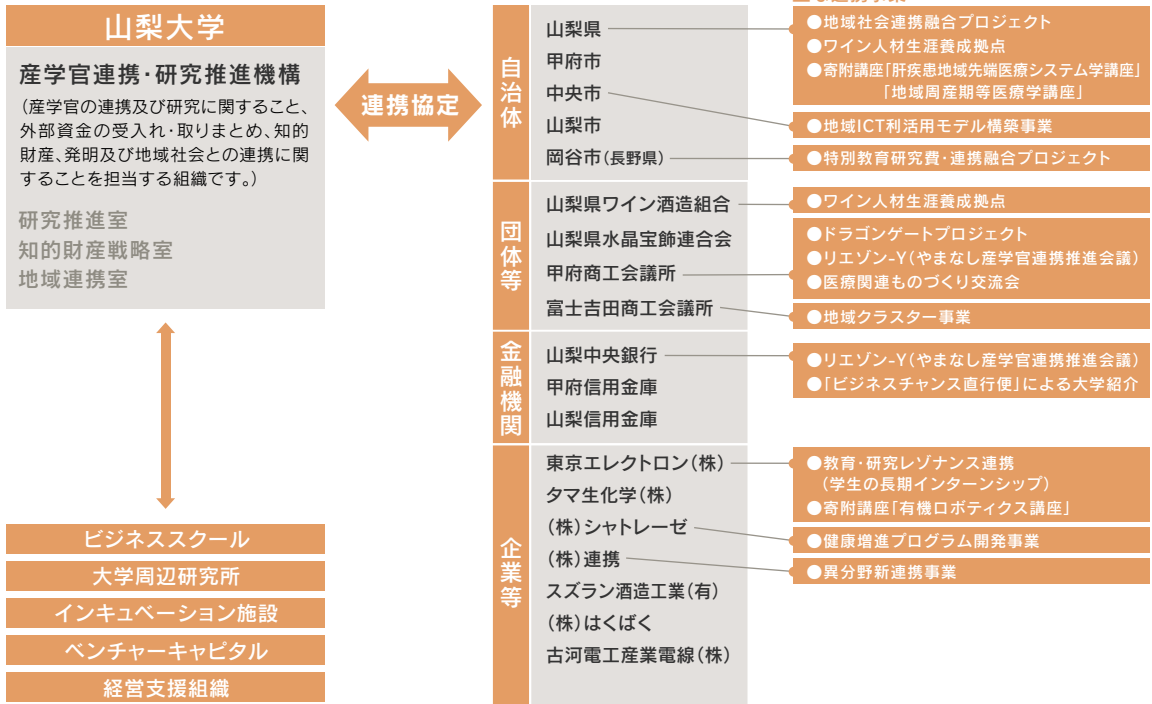 山梨大学
産学官連携・研究推進機構
(産学官の連携及び研究に関すること、
外部資金の受入れ・取りまとめ、知的
財産、発明及び地域社会との連携に関
することを担当する組織です。)
研究推進室
知的財産戦略室
地域連携室
ビジネススクール
大学周辺研究所
インキュベーション施設
ベンチャーキャピタル
経営支援組織
連携協定
自治体
山梨県
甲府市
中央市
山梨市
岡谷市(長野県)
団体等
山梨県ワイン酒造組合
山梨県水晶宝飾連合会
甲府商工会議所
富士吉田商工会議所
金融機関
山梨中央銀行
甲府信用金庫
山梨信用金庫
企業等
東京エレクトロン(株)
タマ生化学(株)
(株)シャトレーゼ
(株)連携
スズラン酒造工業(有)
(株)はくばく
古河電工産業電線(株)
●地域社会連携融合プロジェクト
●ワイン人材生涯養成拠点
●寄附講座「肝疾患地域先端医療システム学講座」
「地域周産期等医療学講座」
●地域ICT利活用モデル構築事業
●特別教育研究費・連携融合プロジェクト
●ワイン人材生涯養成拠点
●ドラゴンゲートプロジェクト
●リエゾン-Y(やまなし産学官連携推進会議)
●医療関連ものづくり交流会
●地域クラスター事業
●リエゾン-Y(やまなし産学官連携推進会議)
●「ビジネスチャンス直行便」による大学紹介
●教育・研究レゾナンス連携
(学生の長期インターンシップ)
●寄附講座「有機ロボティクス講座」
●健康増進プログラム開発事業
●異分野新連携事業